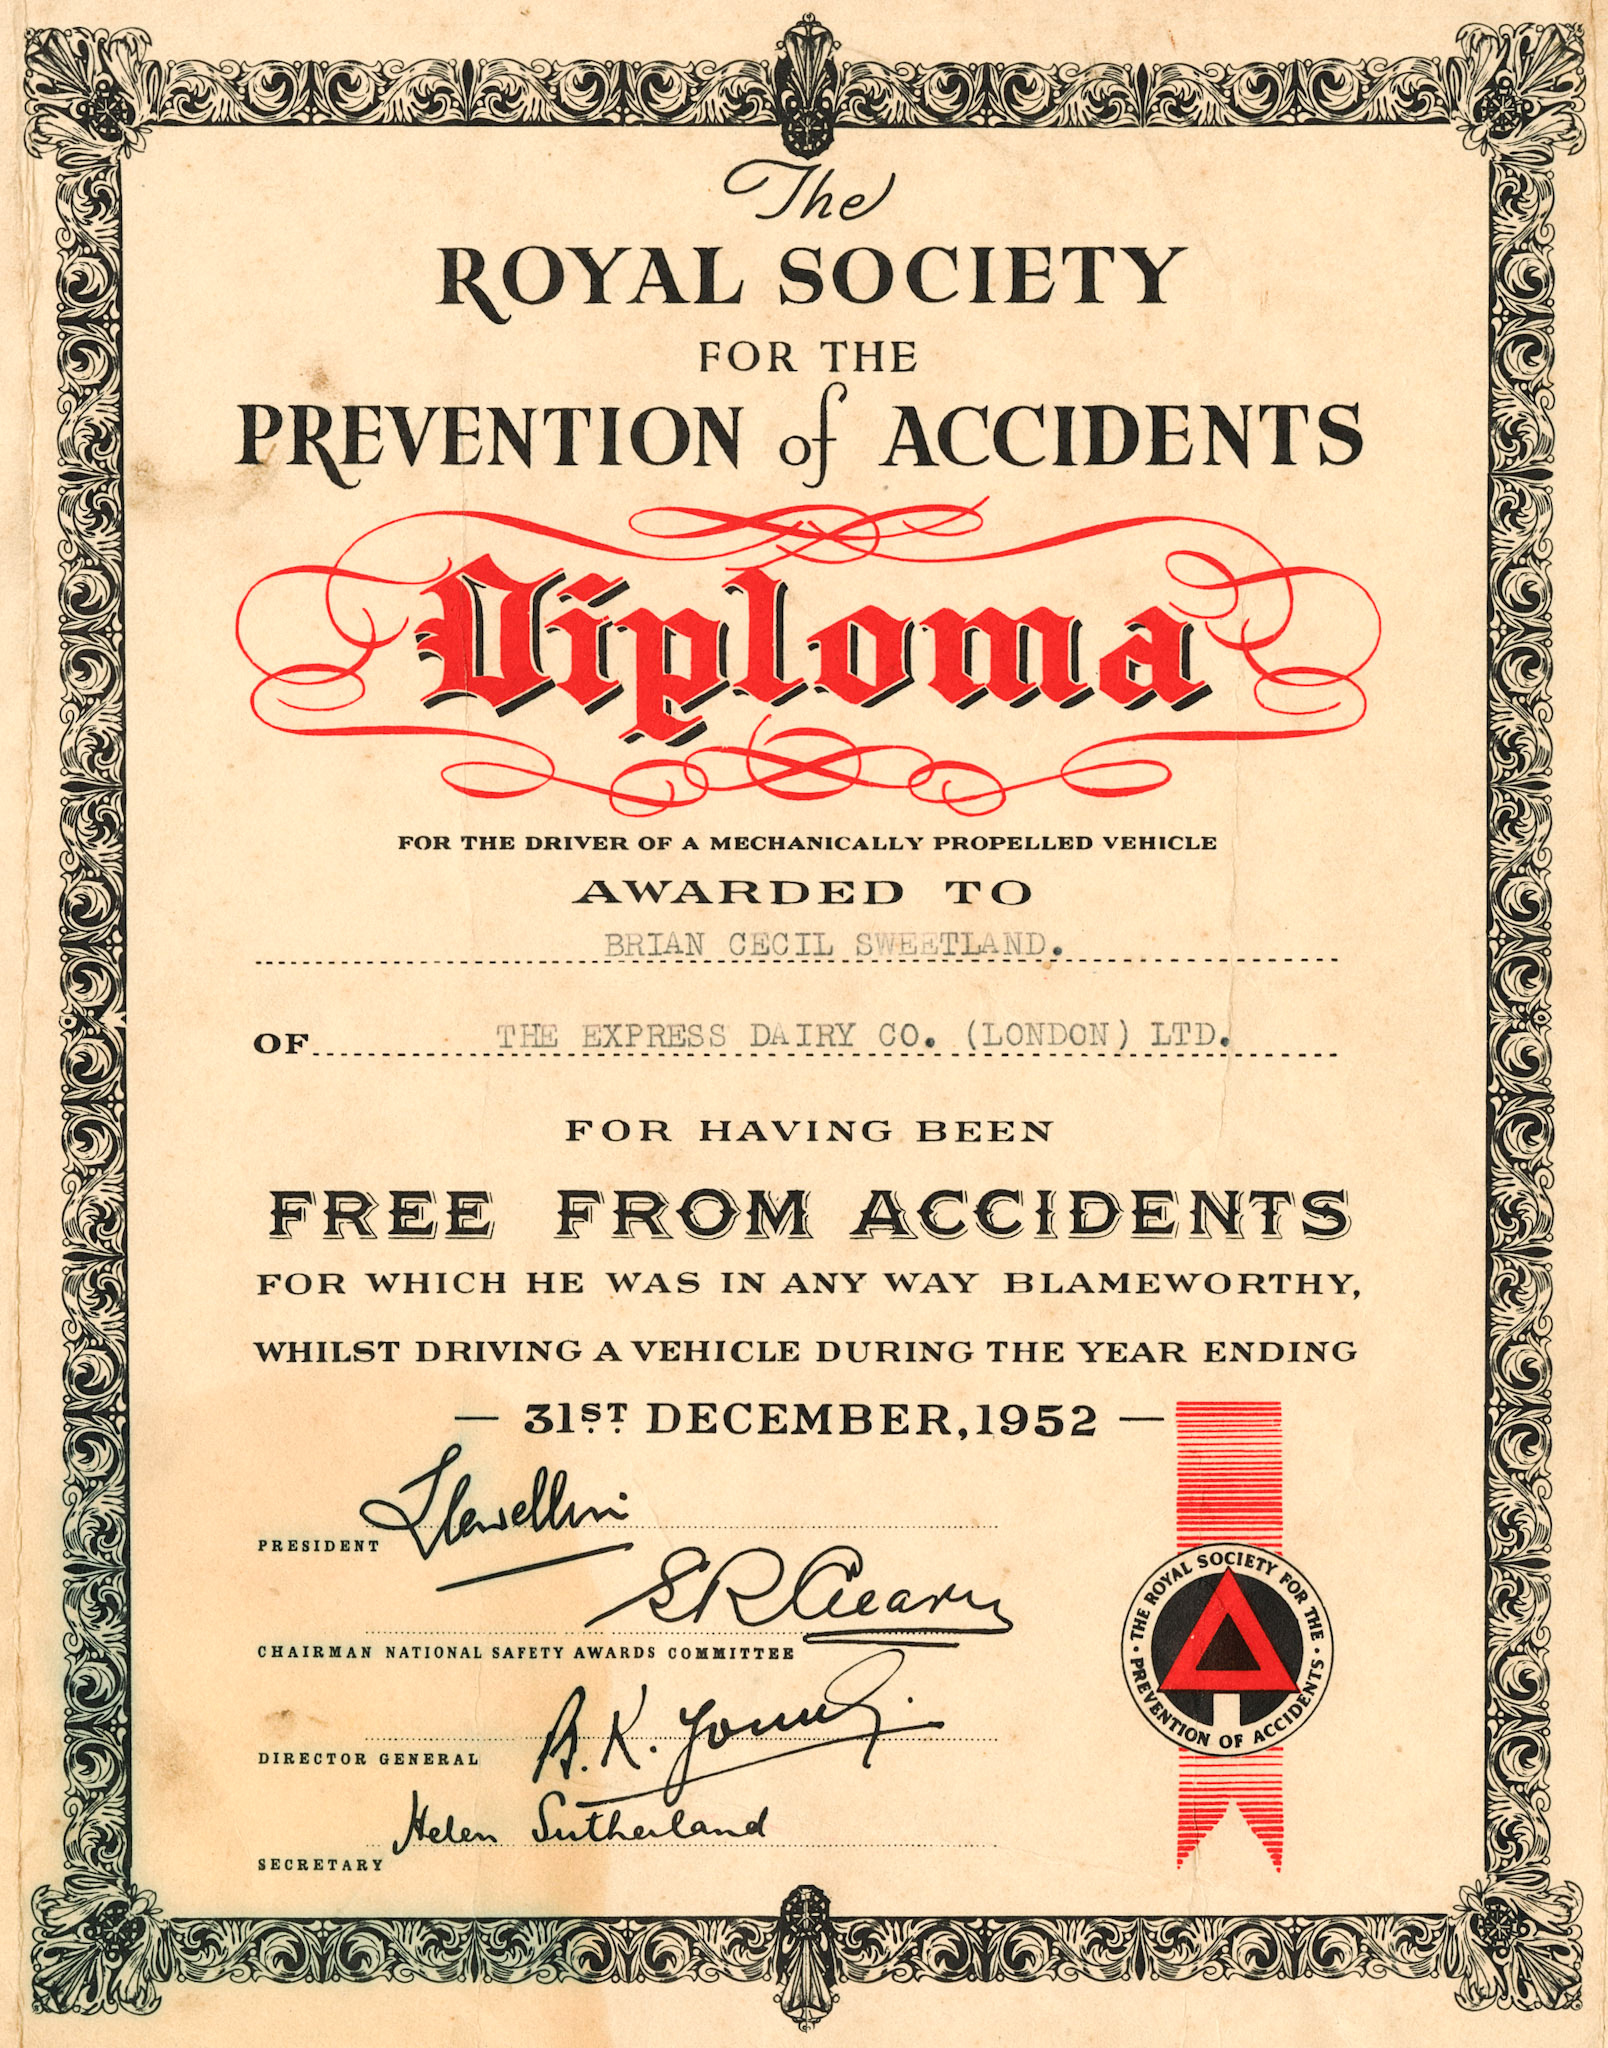 The
ROYAL SOCIETY
FOR THE
PREVENTION of ACCIDENTS
Diploma
FOR THE DRIVER OF A MECHANICALLY PROPELLED VEHICLE
AWARDED TO
BRIAN CECIL SWEETLAND.
OF THE EXPRESS DAIRY CO. (LONDON) LTD.
FOR HAVING BEEN
FREE FROM ACCIDENTS
FOR WHICH HE WAS IN ANY WAY BLAMEWORTHY,
WHILST DRIVING A VEHICLE DURING THE YEAR ENDING
— 31ST DECEMBER, 1952 —
Llewellin
PRESIDENT
CHAIRMAN NATIONAL SAFETY AWARDS COMMITTEE
B.K. Young
DIRECTOR GENERAL
Helen Sutherland
SECRETARY
• THE ROYAL SOCIETY FOR THE • PREVENTION OF ACCIDENTS